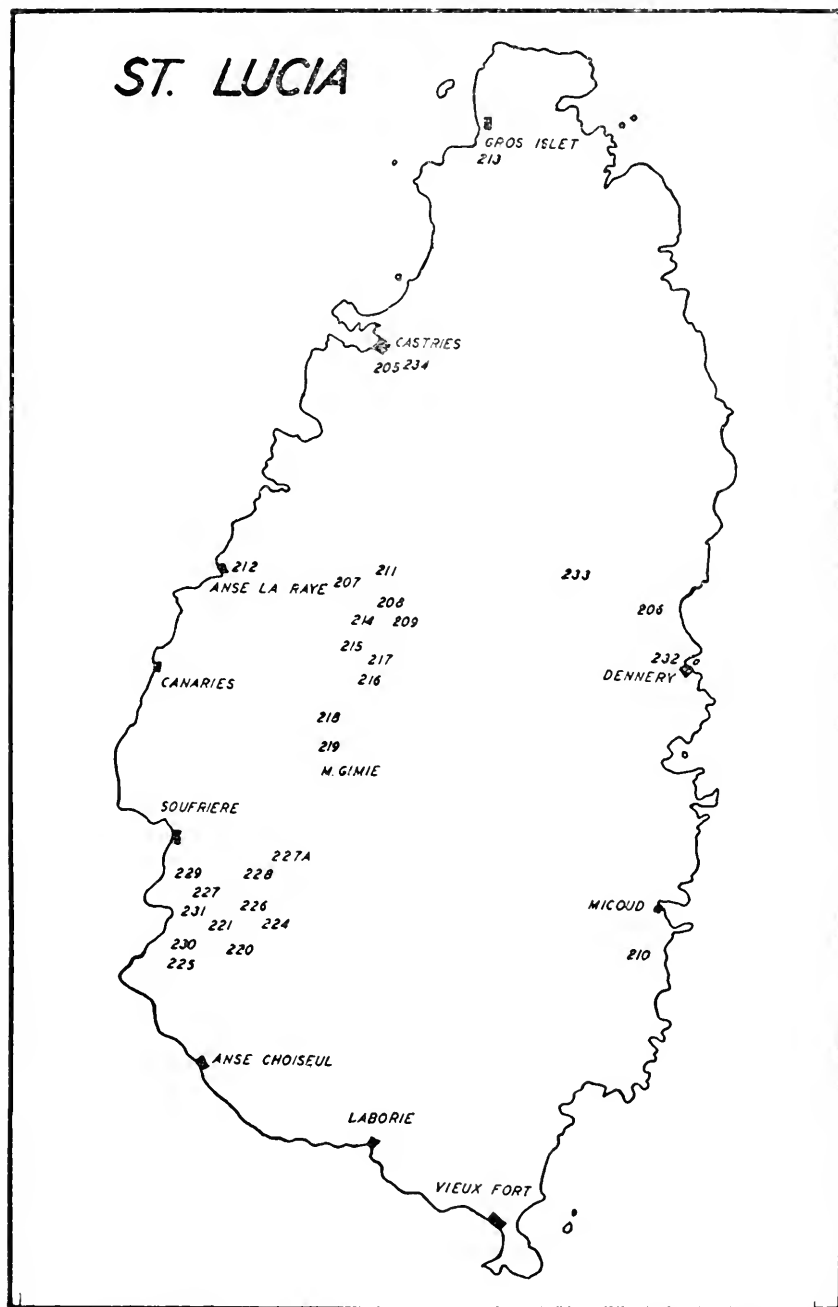 ST. LUCIA
GROS ISLET
213
CASTRIES
205 234
212
211
233
ANSE LA RAYE
207
208
206
214
209
215
217
232
CANARIES
216
DENNERY
218
219
M. GIMIE
SOUFRIERE
227A
229
228
227
231
226
MICOUD
221
224
230
220
210
225
ANSE CHOISEUL
LABORIE
VIEUX FORT